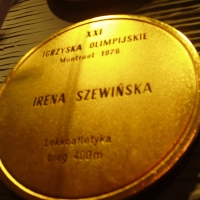 XXI
IGRZYSKA OLIMPIJSKIE
Montreal 1976
IRENA SZEWIŃSKA
Lekkoatletyka
bieg 400m